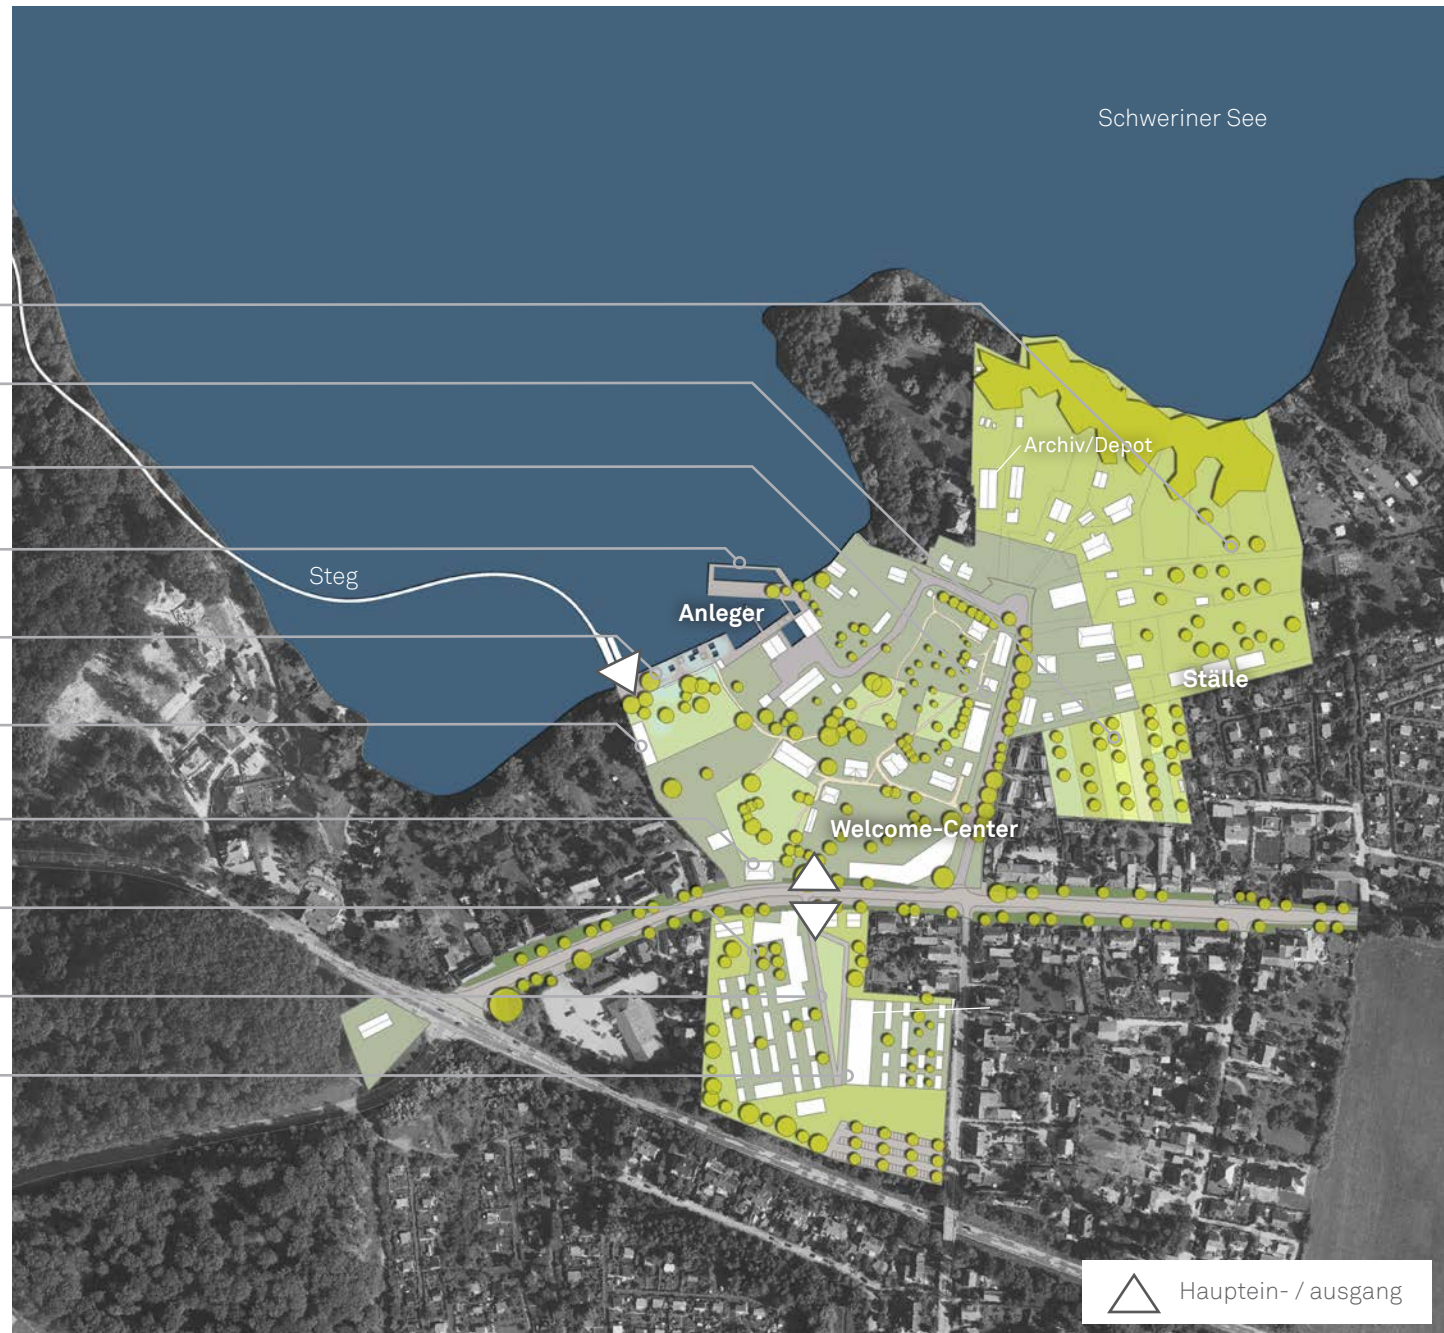 Schweriner See
Archiv/Depot
Steg
Anleger
Ställe
Welcome-Center
Hauptein- / ausgang